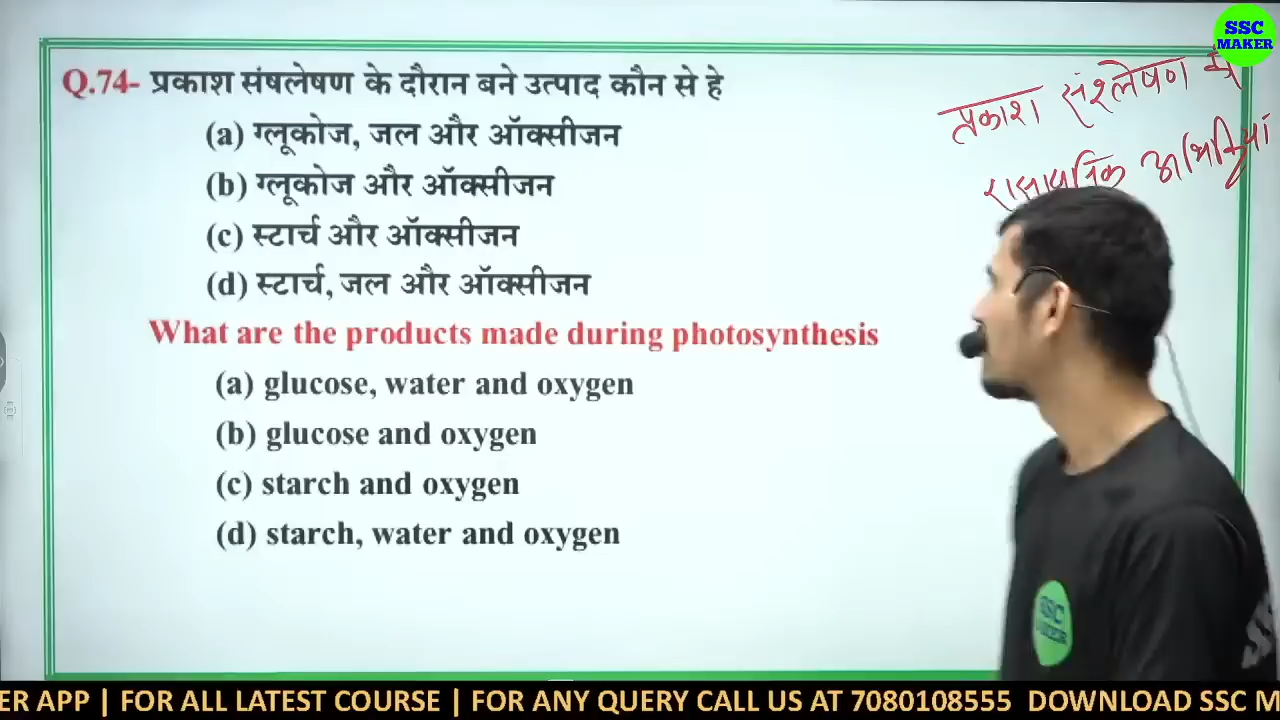 SSC
MAKER
Q.74- प्रकाश संषलेषण के दौरान बने उत्पाद कौन से हे
(a) ग्लूकोज, जल और ऑक्सीजन
(b) ग्लूकोज और ऑक्सीजन
(c) स्टार्च और ऑक्सीजन
(d) स्टार्च, जल और ऑक्सीजन
What are the products made during photosynthesis
(a) glucose, water and oxygen
(b) glucose and oxygen
(c) starch and oxygen
(d) starch, water and oxygen
प्रकाश संश्लेषण में
रासायनिक
SSC
MAKER
ER APP | FOR ALL LATEST COURSE | FOR ANY QUERY CALL US AT 7080108555 DOWNLOAD SSC M